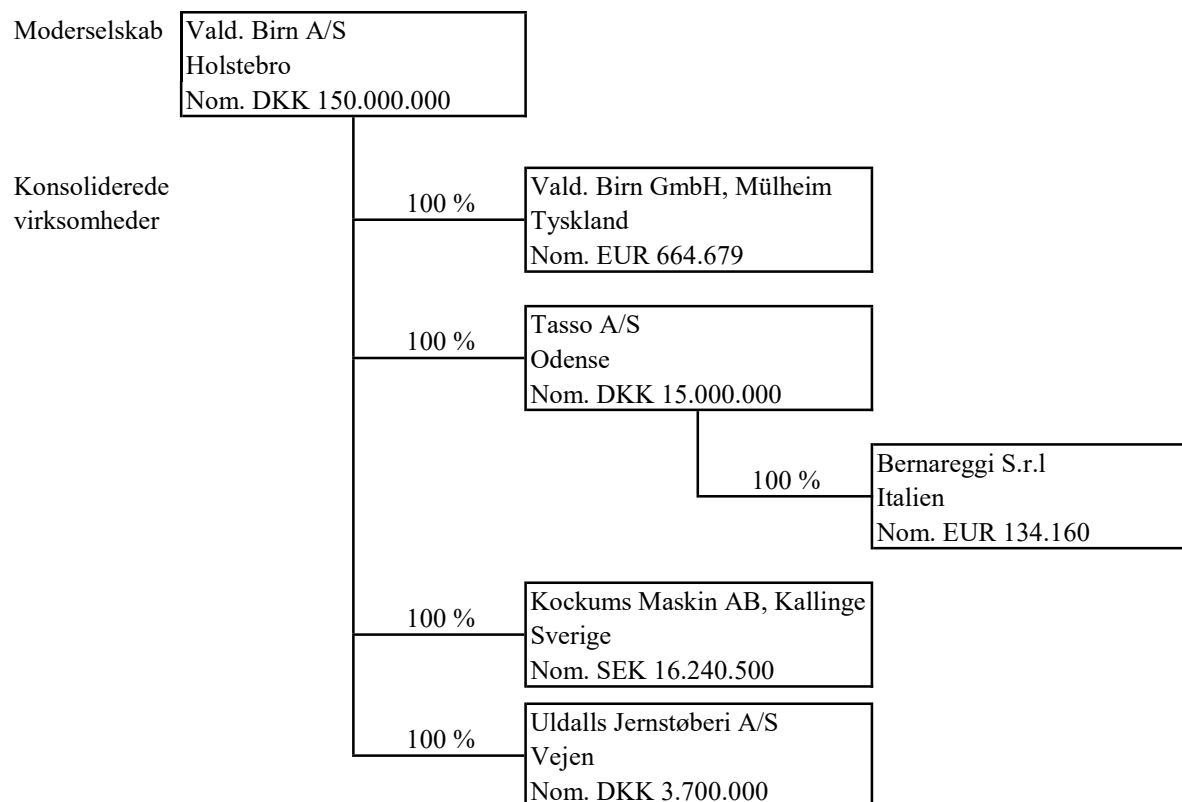 Moderselskab
Vald. Birn A/S
Holstebro
Nom. DKK 150.000.000
Konsoliderede
virksomheder
100 %
Vald. Birn GmbH, Mülheim
Tyskland
Nom. EUR 664.679
100 %
Tasso A/S
Odense
Nom. DKK 15.000.000
100 %
Bernareggi S.r.l
Italien
Nom. EUR 134.160
100 %
Kockums Maskin AB, Kallinge
Sverige
Nom. SEK 16.240.500
100 %
Uldalls Jernstøberi A/S
Vejen
Nom. DKK 3.700.000